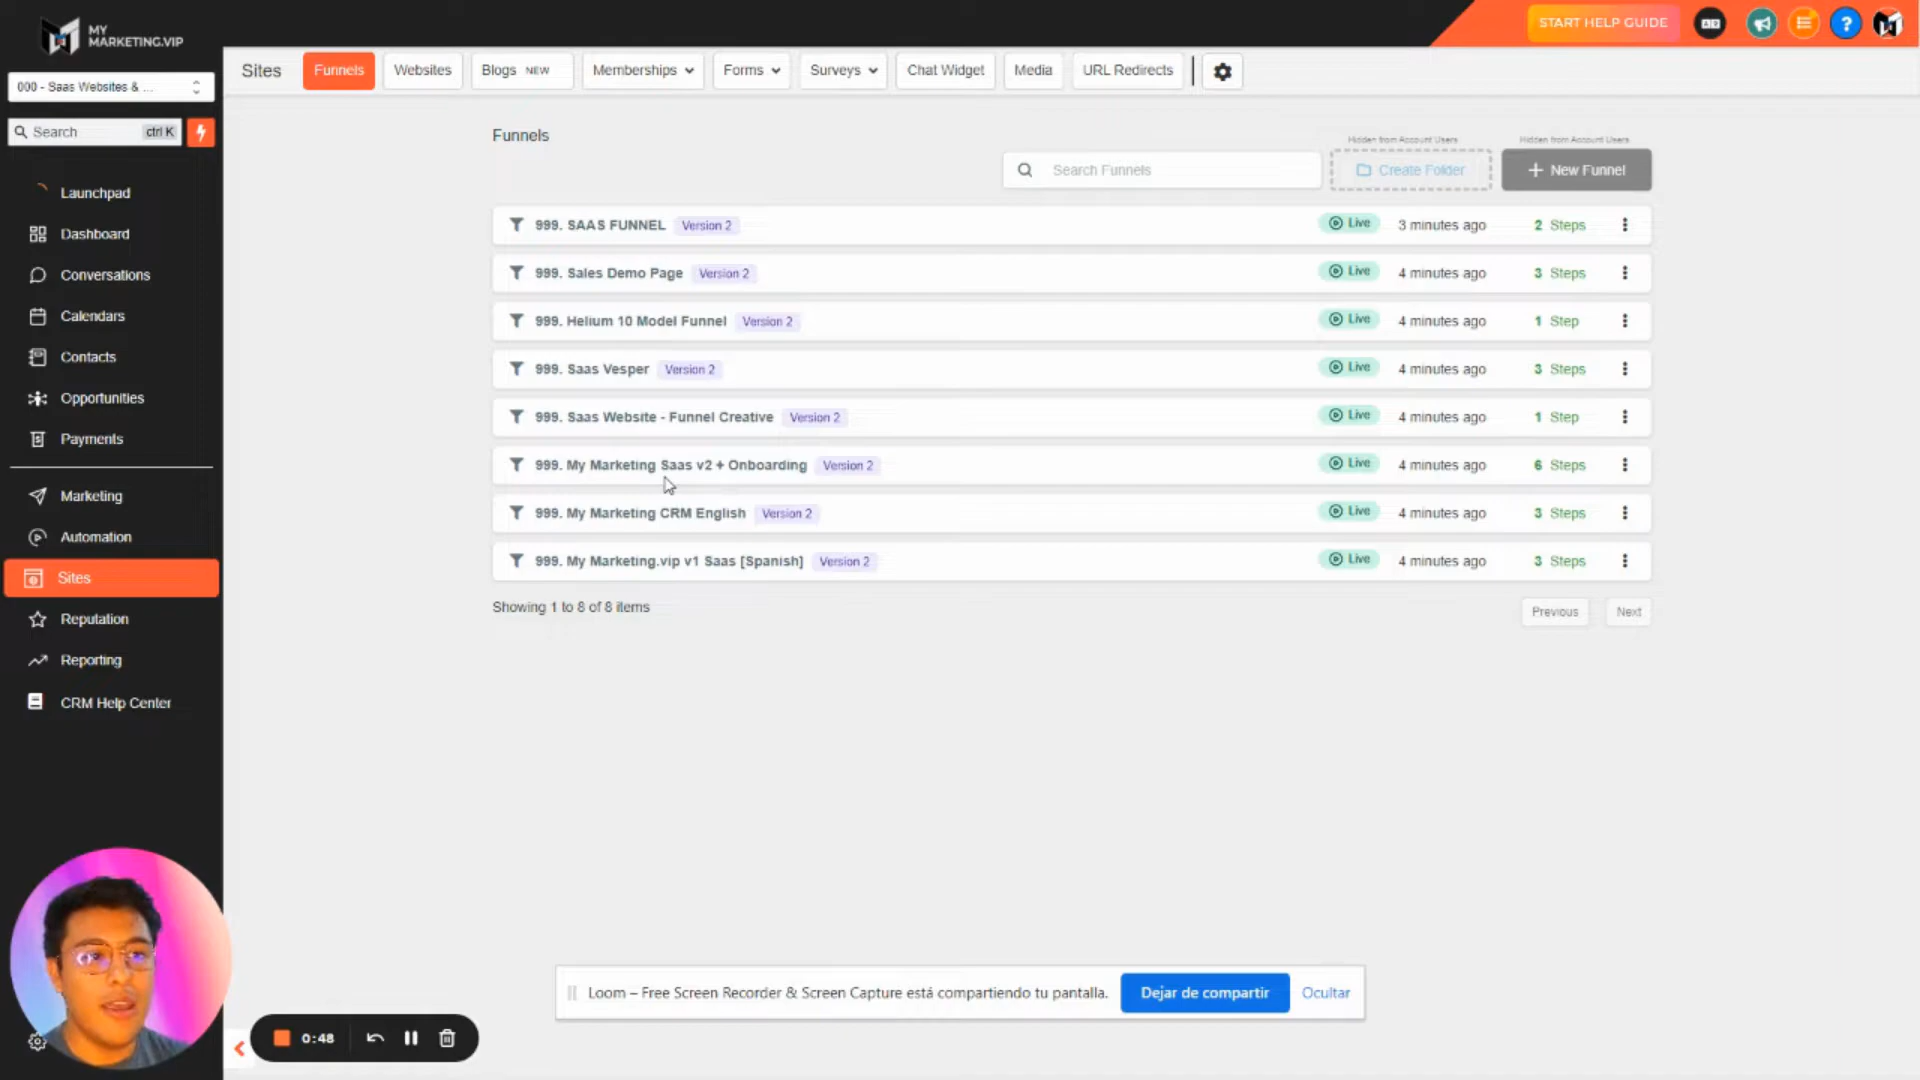 MY
MARKETING.VIP
START HELP GUIDE
000 - Saas Websites & ...
Search ctrl K
Launchpad
Dashboard
Conversations
Calendars
Contacts
Opportunities
Payments
Marketing
Automation
Sites
Reputation
Reporting
CRM Help Center
Sites Funnels Websites Blogs NEW Memberships Forms Surveys Chat Widget Media URL Redirects
Funnels
Hidden from Account Users Hidden from Account Users
Search Funnels Create Folder + New Funnel
999. SAAS FUNNEL Version 2 Live 3 minutes ago 2 Steps
999. Sales Demo Page Version 2 Live 4 minutes ago 3 Steps
999. Helium 10 Model Funnel Version 2 Live 4 minutes ago 1 Step
999. Saas Vesper Version 2 Live 4 minutes ago 3 Steps
999. Saas Website - Funnel Creative Version 2 Live 4 minutes ago 1 Step
999. My Marketing Saas v2 + Onboarding Version 2 Live 4 minutes ago 6 Steps
999. My Marketing CRM English Version 2 Live 4 minutes ago 3 Steps
999. My Marketing.vip v1 Saas [Spanish] Version 2 Live 4 minutes ago 3 Steps
Showing 1 to 8 of 8 items Previous Next
Loom – Free Screen Recorder & Screen Capture está compartiendo tu pantalla. Dejar de compartir Ocultar
0:48